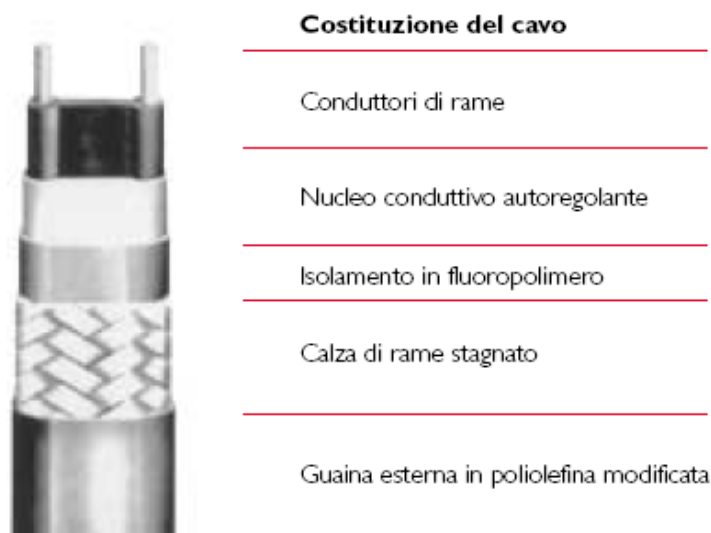 Costituzione del cavo
Conduttori di rame
Nucleo conduttivo autoregolante
Isolamento in fluoropolimero
Calza di rame stagnato
Guaina esterna in poliolefina modificata